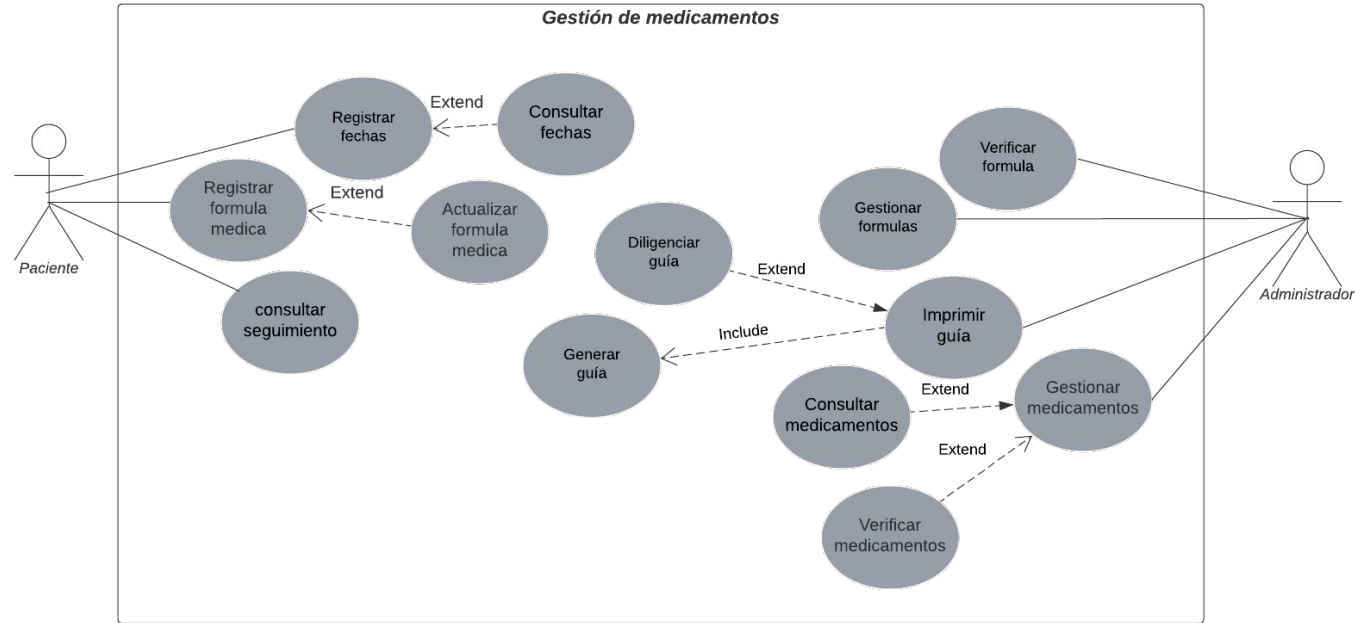 Gestión de medicamentos
Registrar
fechas
Extend
Consultar
fechas
Registrar
formula
medica
Extend
Actualizar
formula
medica
consultar
seguimiento
Paciente
Verificar
formula
Gestionar
formulas
Diligenciar
guía
Extend
Imprimir
guía
Include
Generar
guía
Administrador
Consultar
medicamentos
Extend
Gestionar
medicamentos
Extend
Verificar
medicamentos